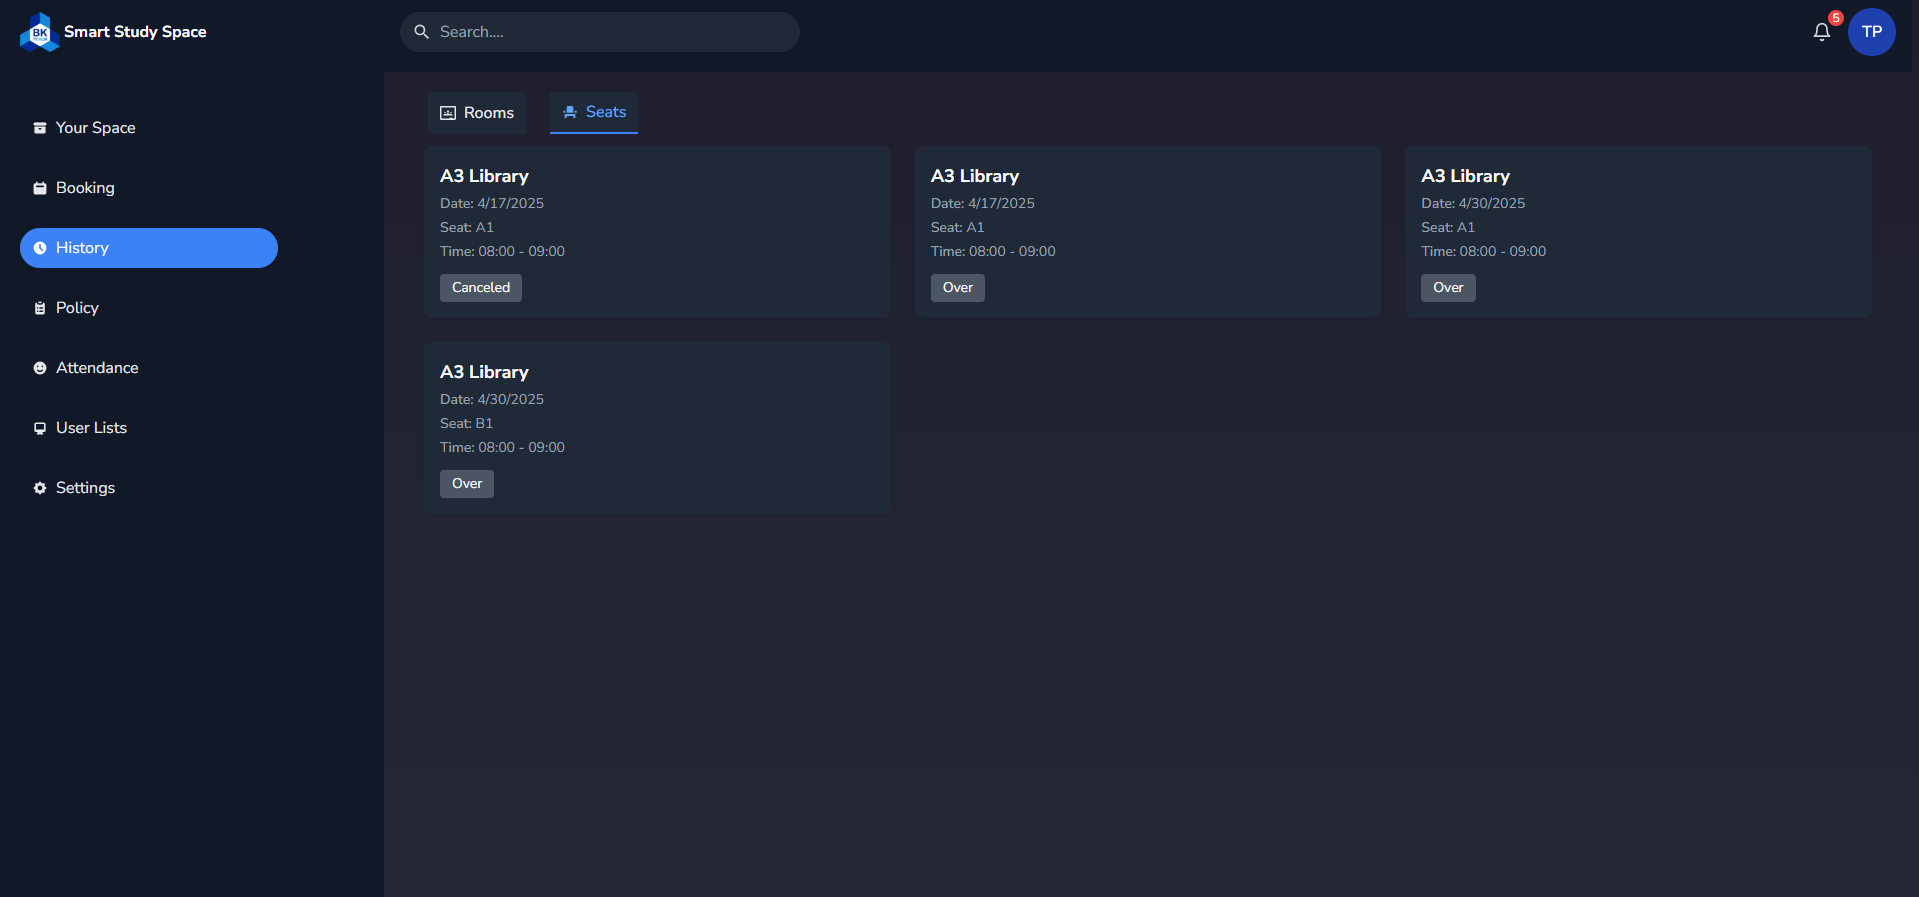 BK
Smart Study Space
Search....
5
TP
Your Space
Booking
History
Policy
Attendance
User Lists
Settings
Rooms
Seats
A3 Library
Date: 4/17/2025
Seat: A1
Time: 08:00 - 09:00
Canceled
A3 Library
Date: 4/17/2025
Seat: A1
Time: 08:00 - 09:00
Over
A3 Library
Date: 4/30/2025
Seat: A1
Time: 08:00 - 09:00
Over
A3 Library
Date: 4/30/2025
Seat: B1
Time: 08:00 - 09:00
Over